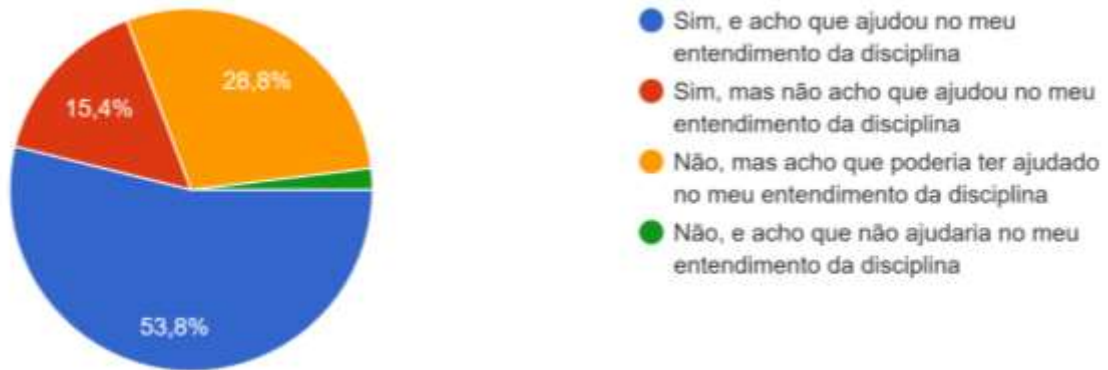 28,8%
15,4%
53,8%
Sim, e acho que ajudou no meu
entendimento da disciplina
Sim, mas não acho que ajudou no meu
entendimento da disciplina
Não, mas acho que poderia ter ajudado
no meu entendimento da disciplina
Não, e acho que não ajudaria no meu
entendimento da disciplina